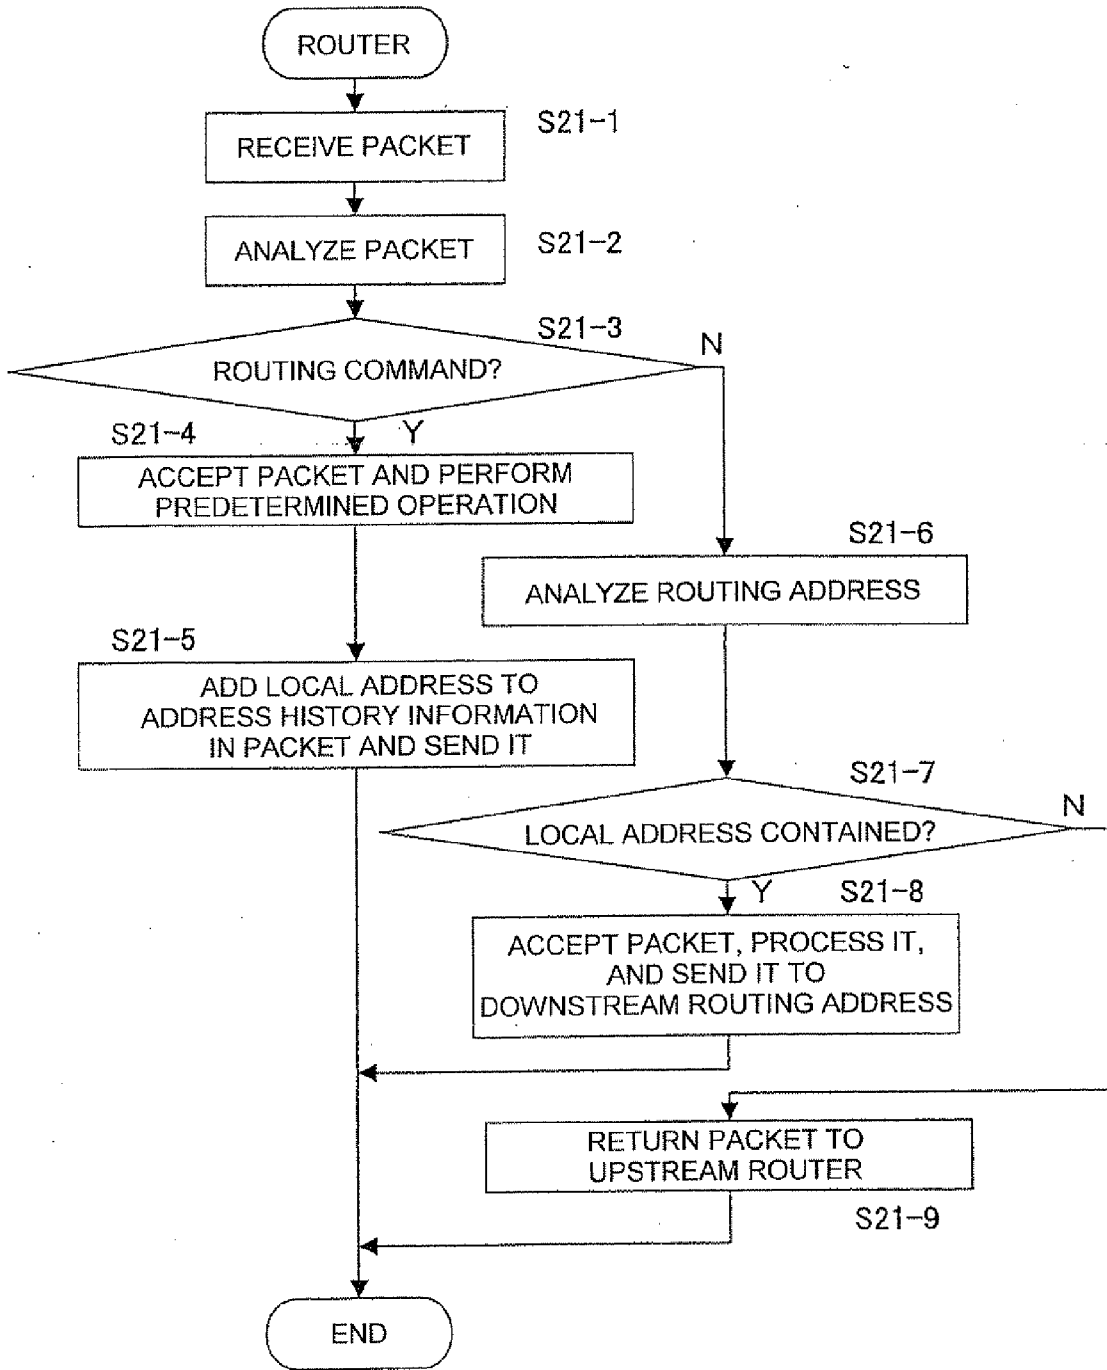 ROUTER
S21-1
RECEIVE PACKET
S21-2
ANALYZE PACKET
S21-3
N
ROUTING COMMAND?
S21-4
Y
ACCEPT PACKET AND PERFORM
PREDETERMINED OPERATION
S21-6
ANALYZE ROUTING ADDRESS
S21-5
ADD LOCAL ADDRESS TO
ADDRESS HISTORY INFORMATION
IN PACKET AND SEND IT
S21-7
N
LOCAL ADDRESS CONTAINED?
Y
S21-8
ACCEPT PACKET, PROCESS IT,
AND SEND IT TO
DOWNSTREAM ROUTING ADDRESS
RETURN PACKET TO
UPSTREAM ROUTER
S21-9
END